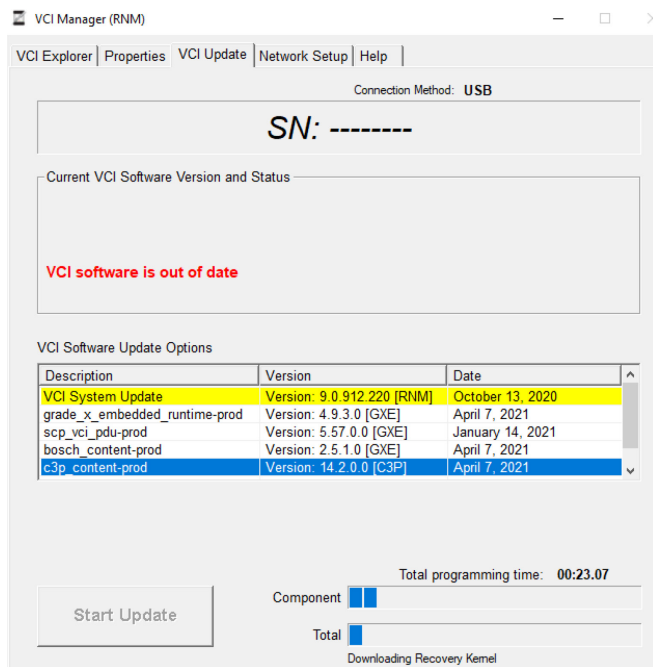 VCI Manager (RNM)
VCI Explorer Properties VCI Update Network Setup Help
Connection Method: USB
SN: --------
Current VCI Software Version and Status
VCI software is out of date
VCI Software Update Options
Description Version Date
VCI System Update Version: 9.0.912.220 [RNM] October 13, 2020
grade_x_embedded_runtime-prod Version: 4.9.3.0 [GXE] April 7, 2021
scp_vci_pdu-prod Version: 5.57.0.0 [GXE] January 14, 2021
bosch_content-prod Version: 2.5.1.0 [GXE] April 7, 2021
c3p_content-prod Version: 14.2.0.0 [C3P] April 7, 2021
Total programming time: 00:23.07
Component
Start Update
Total
Downloading Recovery Kernel